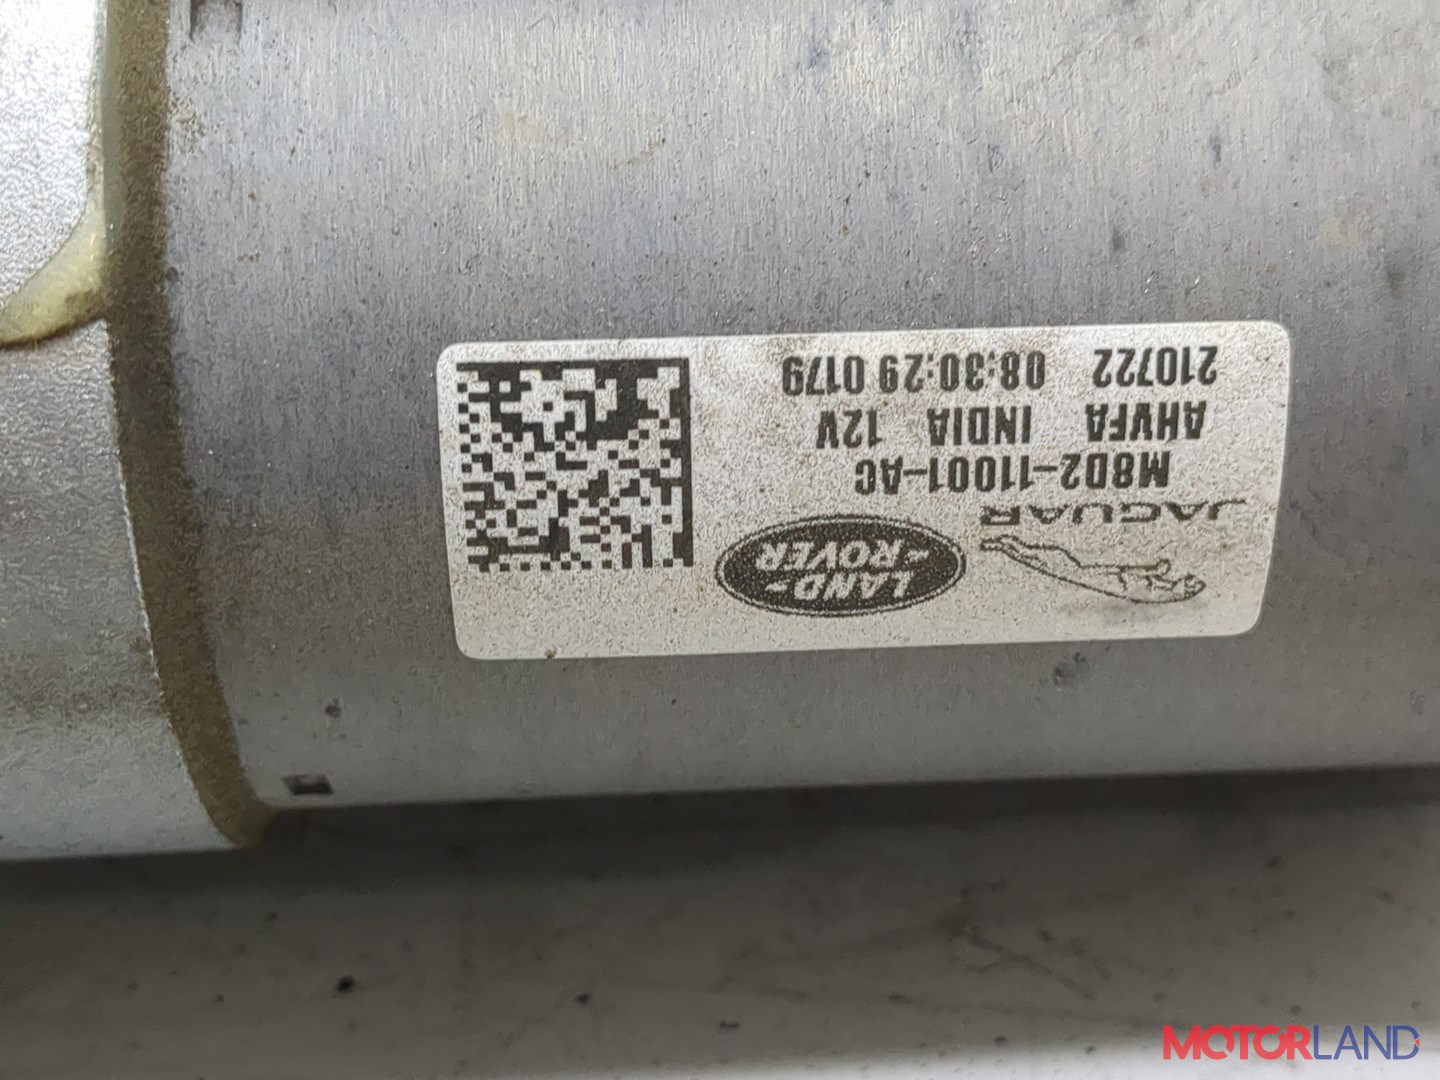 JAGUAR
LAND-
-ROVER
M8D2-11001-AC
AHVFA INDIA 12V
210722 08:30:29 0179
MOTORLAND